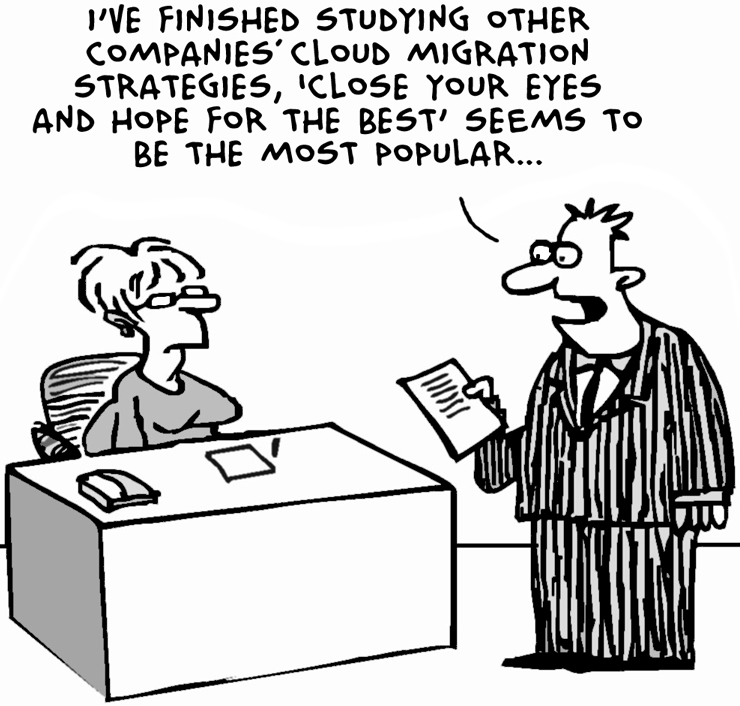 I'VE FINISHED STUDYING OTHER
COMPANIES' CLOUD MIGRATION
STRATEGIES, 'CLOSE YOUR EYES
AND HOPE FOR THE BEST' SEEMS TO
BE THE MOST POPULAR...